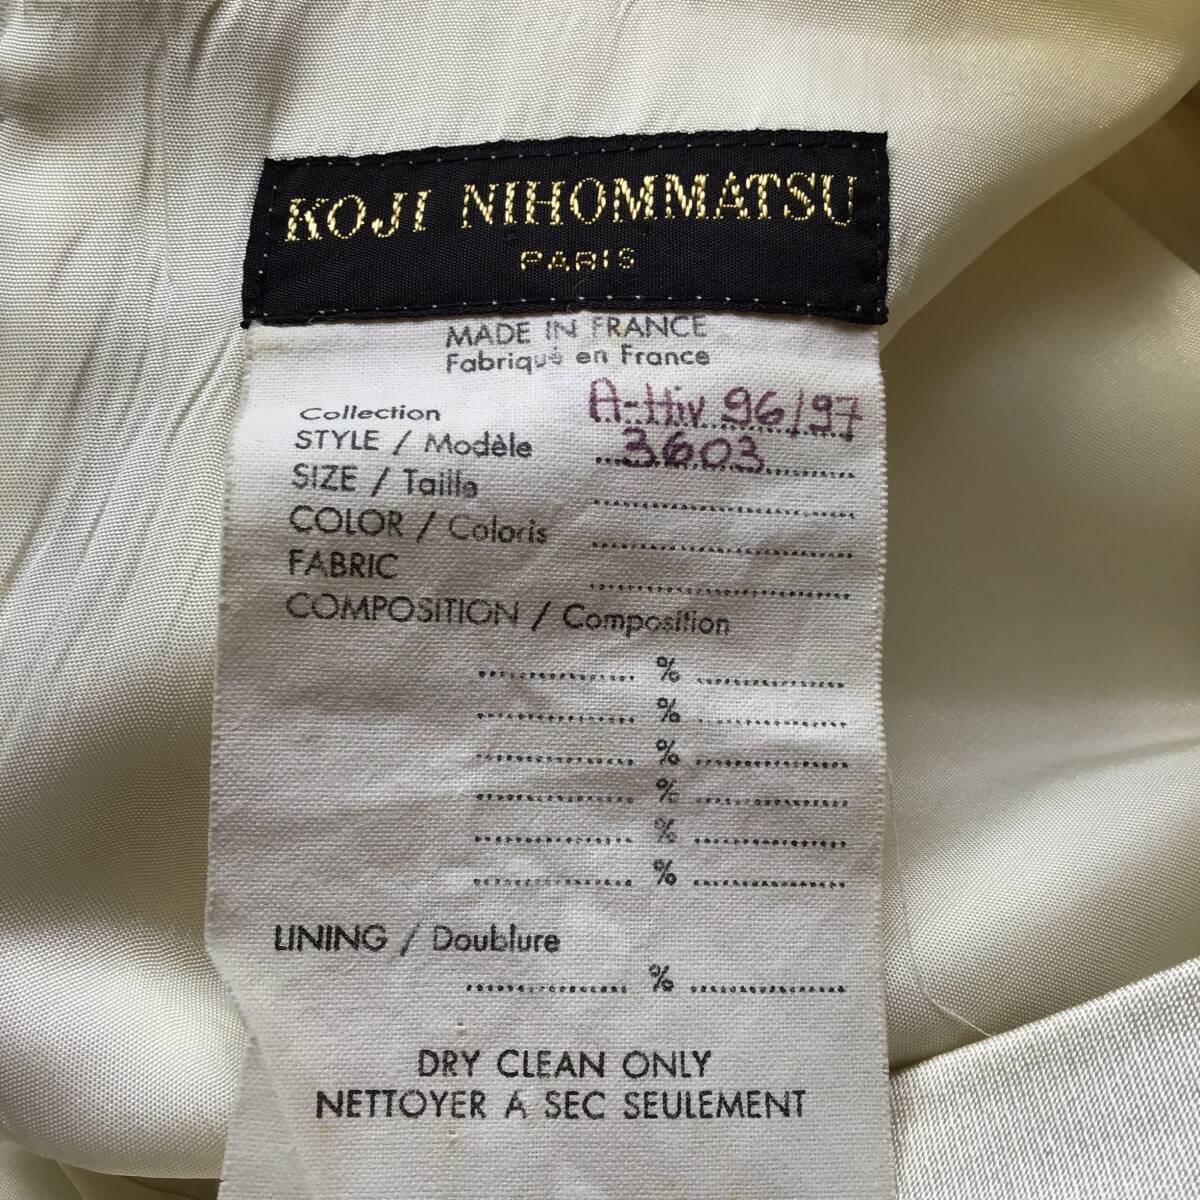 KOJI NIHOMMATSU
PARIS
MADE IN FRANCE
Fabriqué en France
Collection A-Hiv 96/97
STYLE / Modèle 3603
SIZE / Taille
COLOR / Coloris
FABRIC
COMPOSITION / Composition
%
%
%
%
%
%
LINING / Doublure
%
DRY CLEAN ONLY
NETTOYER A SEC SEULEMENT